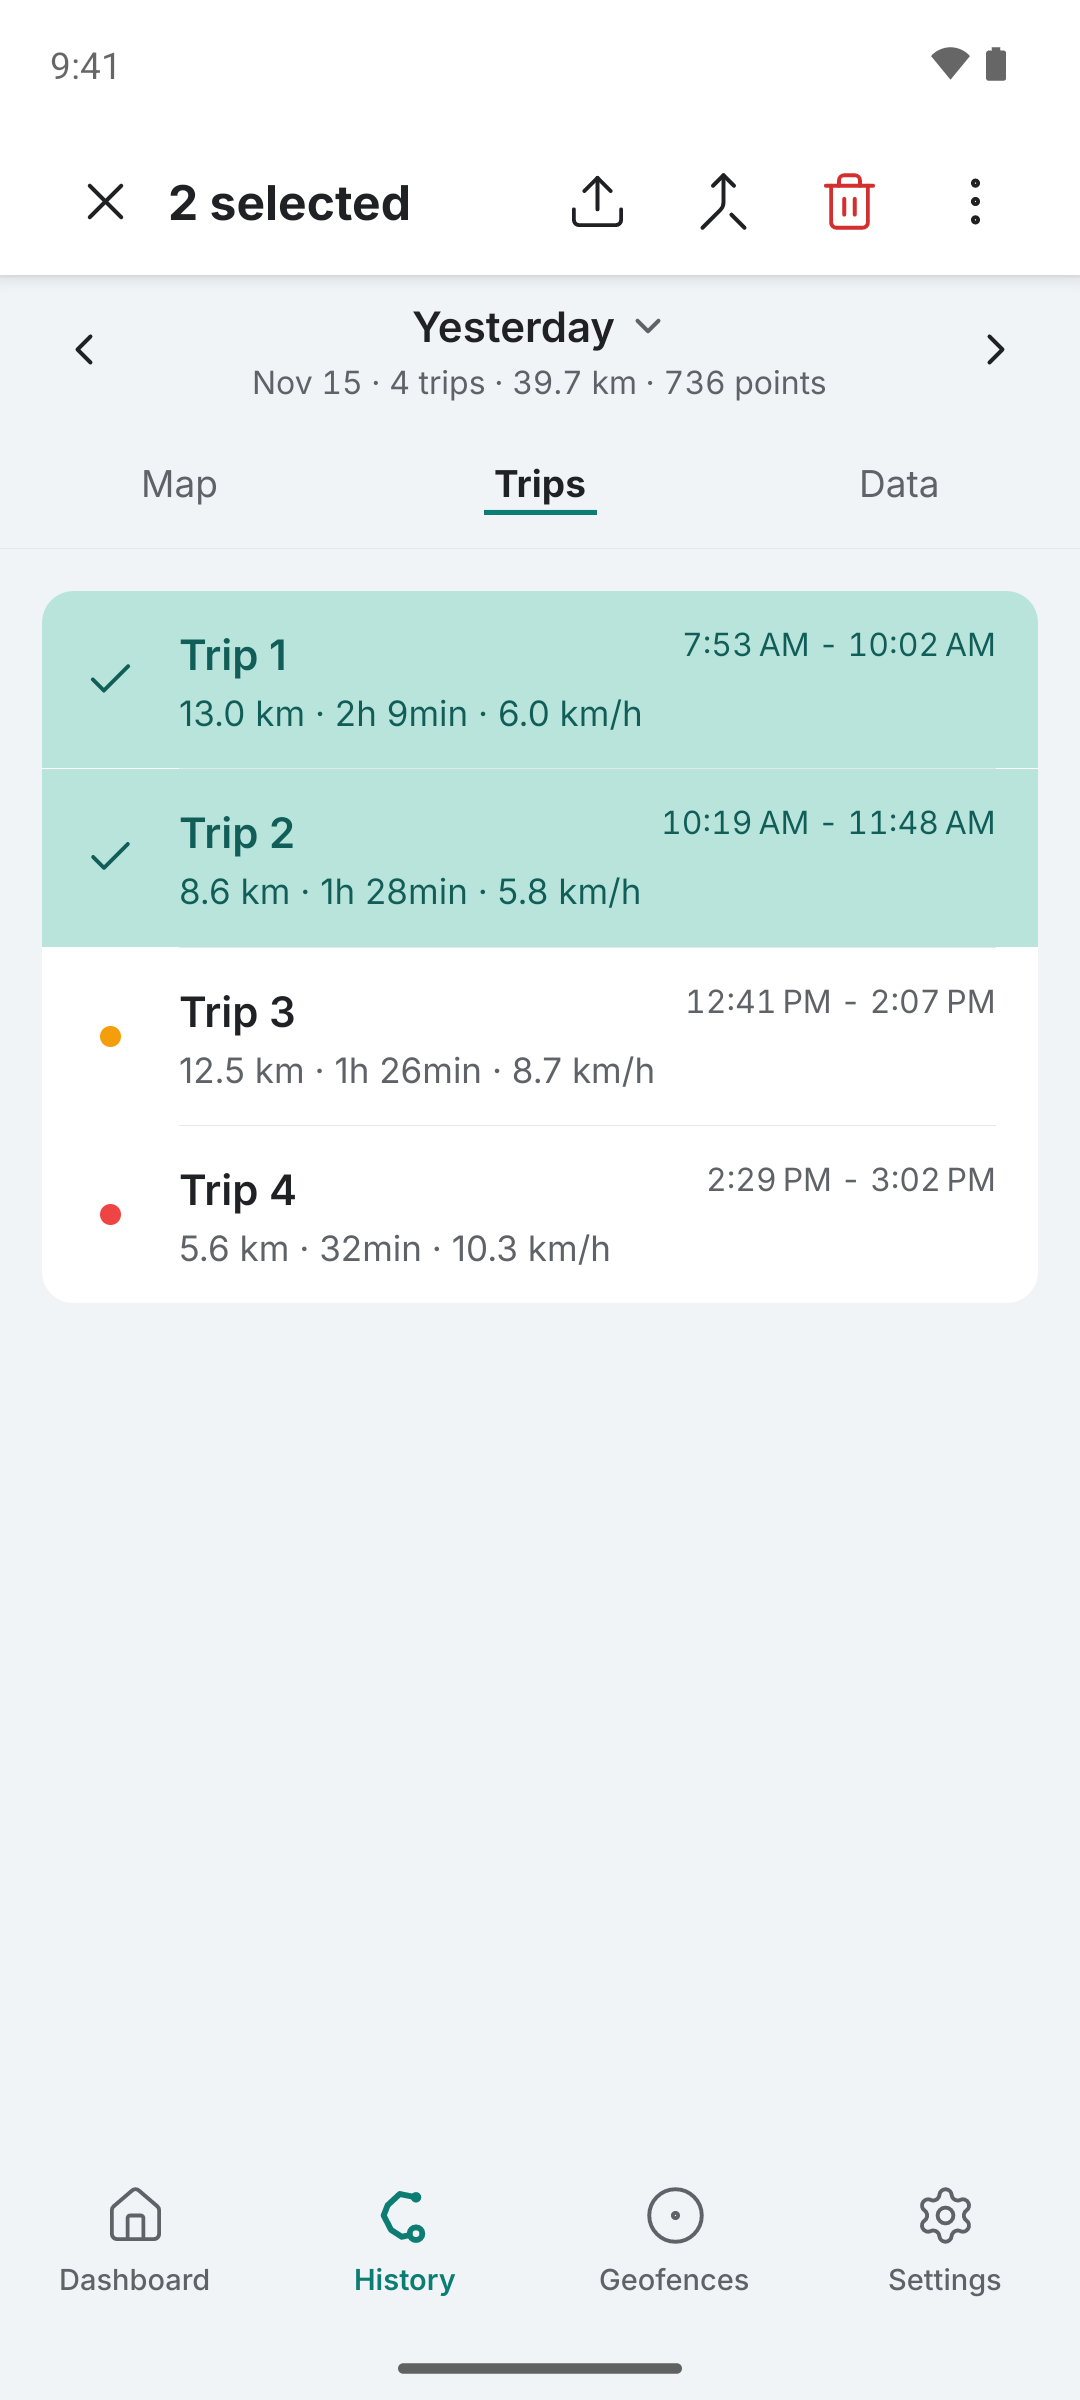 9:41
2 selected
Yesterday
Nov 15 · 4 trips · 39.7 km · 736 points
Map
Trips
Data
Trip 1
7:53 AM - 10:02 AM
13.0 km · 2h 9min · 6.0 km/h
Trip 2
10:19 AM - 11:48 AM
8.6 km · 1h 28min · 5.8 km/h
Trip 3
12:41 PM - 2:07 PM
12.5 km · 1h 26min · 8.7 km/h
Trip 4
2:29 PM - 3:02 PM
5.6 km · 32min · 10.3 km/h
Dashboard
History
Geofences
Settings